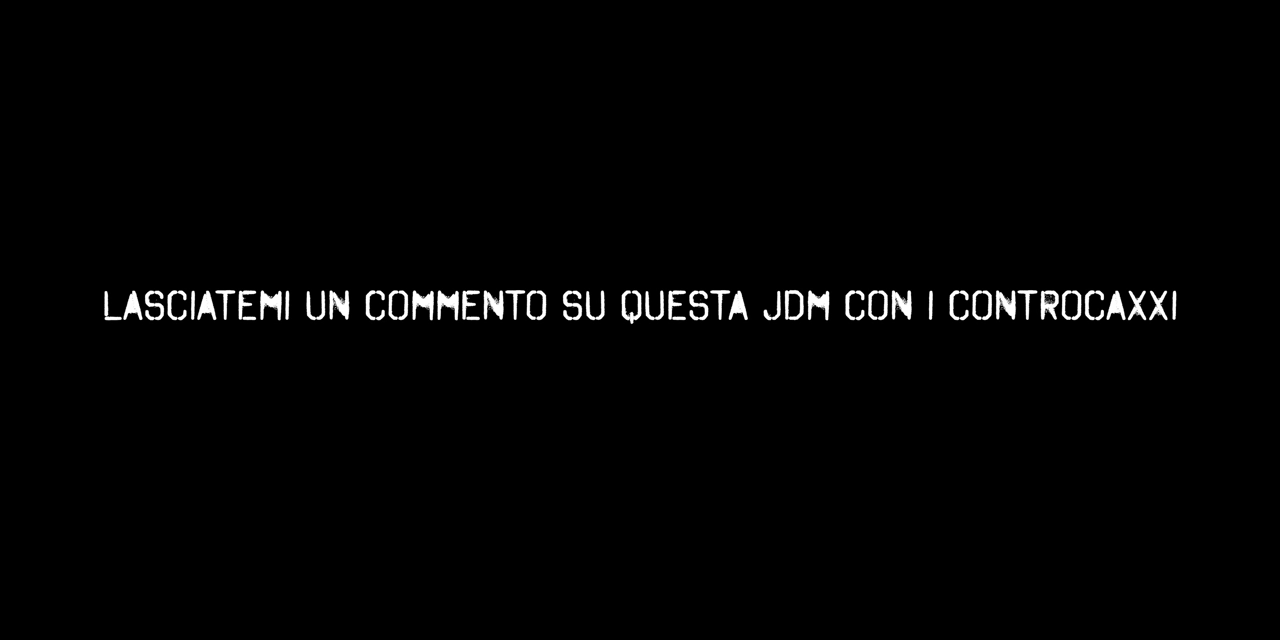 LASCIATEMI UN COMMENTO SU QUESTA JDM CON I CONTROCAXXI